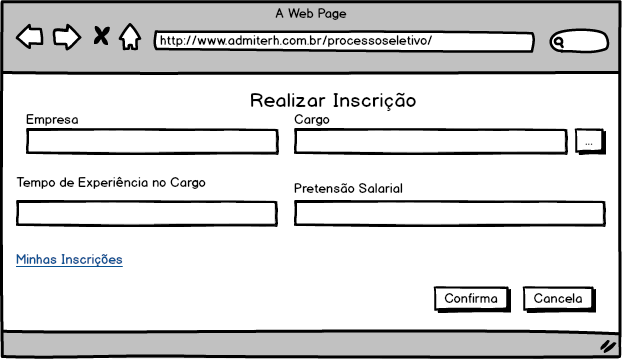 A Web Page
http://www.admiterh.com.br/processoseletivo/
Realizar Inscrição
Empresa
Cargo
...
Tempo de Experiência no Cargo
Pretensão Salarial
Minhas Inscrições
Confirma
Cancela